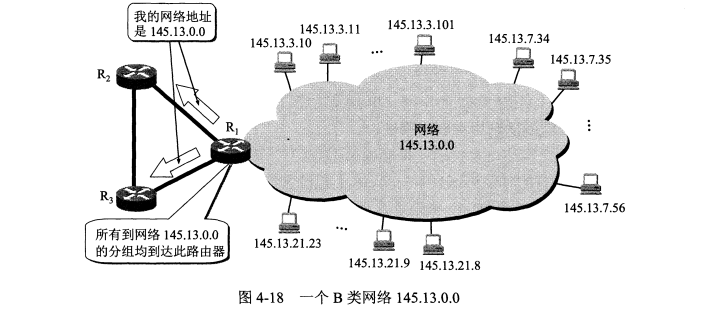 我的网络地址
是 145.13.0.0
145.13.3.10
145.13.3.11
...
145.13.3.101
145.13.7.34
145.13.7.35
R₂
R₁
R₃
网络
145.13.0.0
⋮
145.13.7.56
所有到网络 145.13.0.0
的分组均到达此路由器
145.13.21.23
...
145.13.21.9
145.13.21.8
图 4-18 一个 B 类网络 145.13.0.0